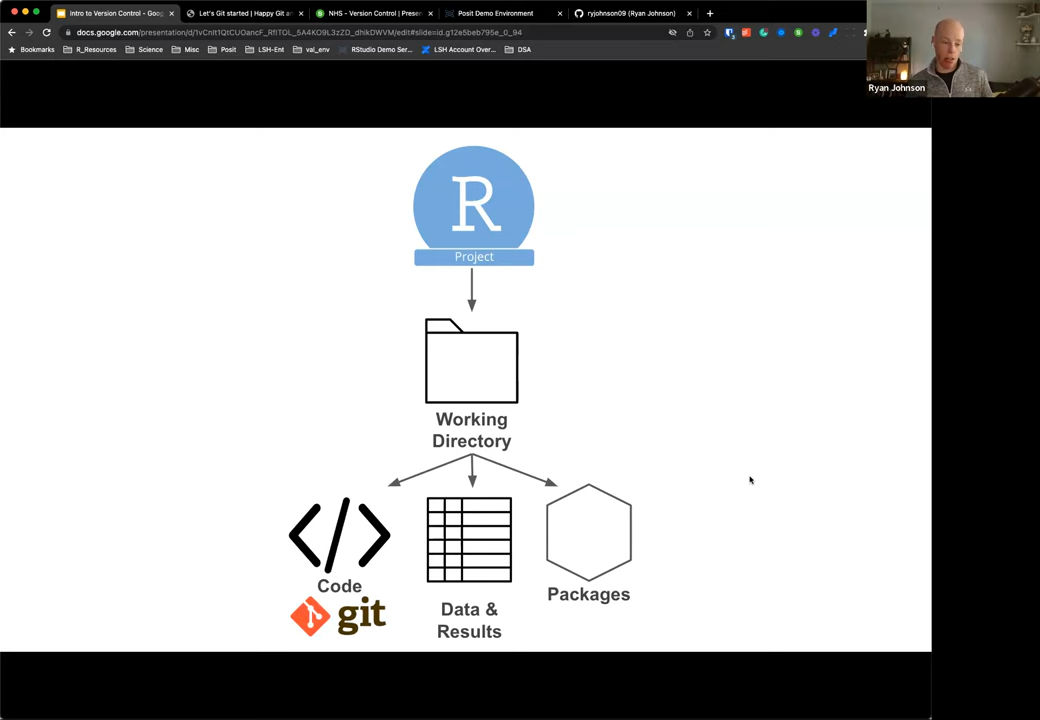 Intro to Version Control - Goog
Let's Git started | Happy Git an
NHS - Version Control | Presen
Posit Demo Environment
ryjohnson09 (Ryan Johnson)
Bookmarks
R_Resources
Science
Misc
Posit
LSH-Ent
val_env
RStudio Demo Ser...
LSH Account Over...
DSA
Ryan Johnson
R
Project
Working
Directory
Code
git
Data &
Results
Packages